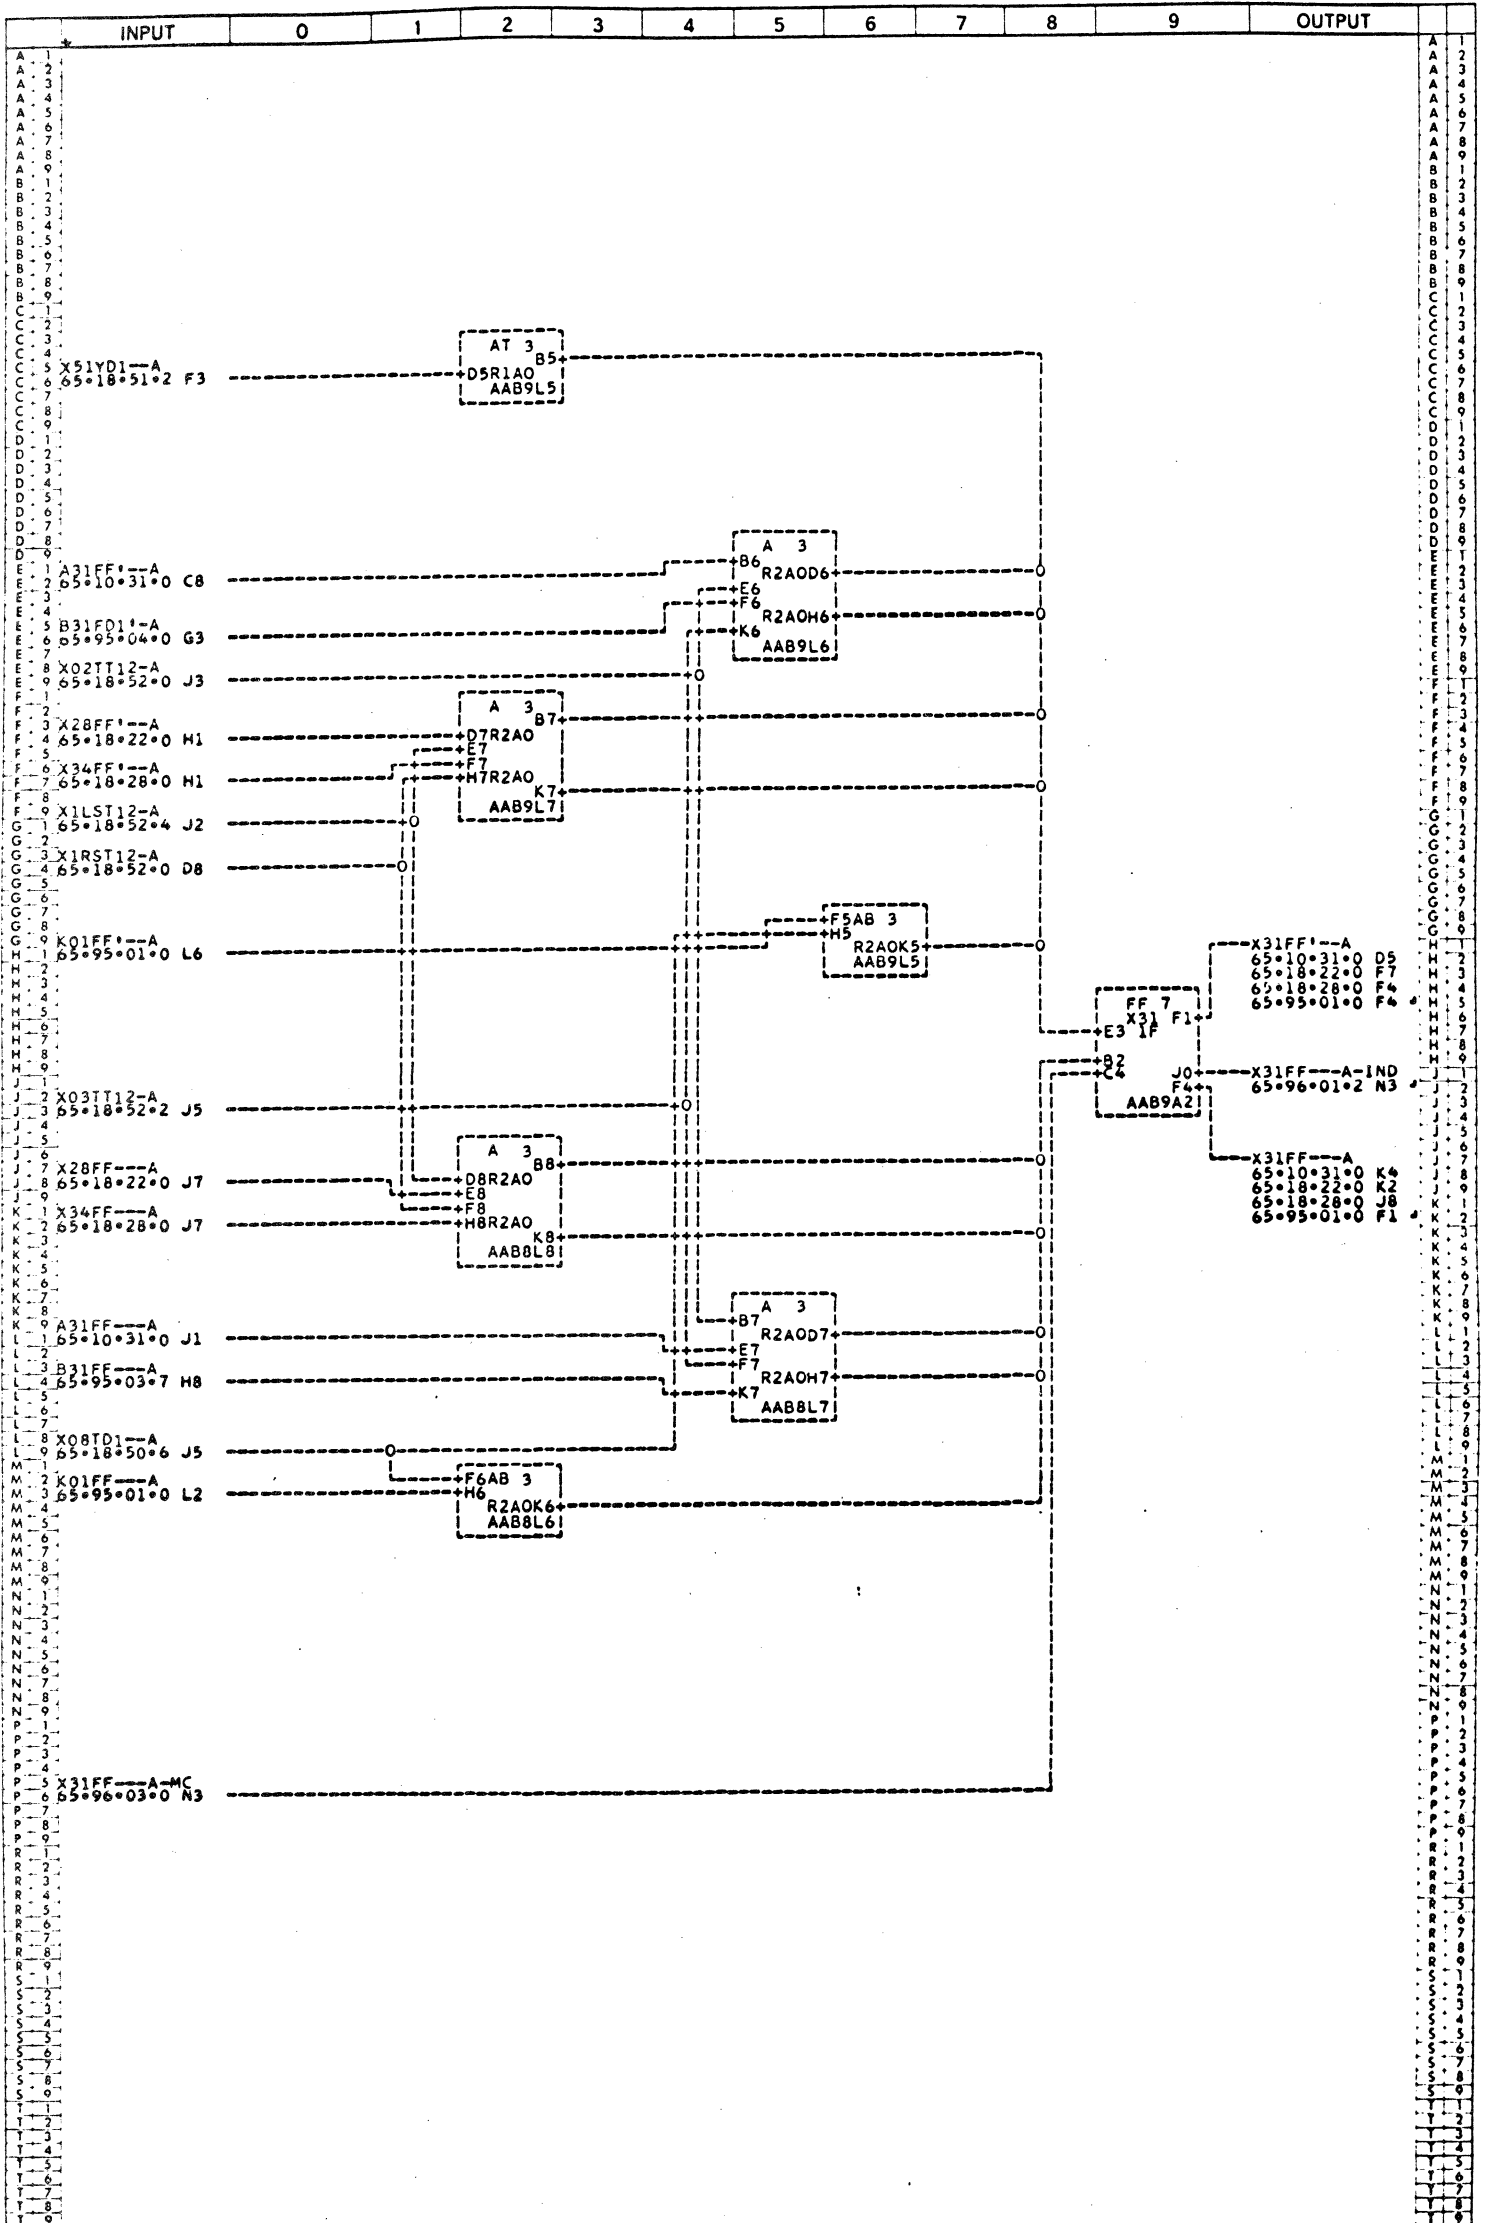 INPUT 0 1 2 3 4 5 6 7 8 9 OUTPUT
AT 3
B5
X51YD1--A
65•18•51•2 F3
D5R1AO
AAB9L5
A 3
B6
A31FF'--A
65•10•31•0 C8
R2AOD6
E6
F6
R2AOH6
B31FD1'-A
65•95•04•0 G3
K6
AAB9L6
X02TT12-A
65•18•52•0 J3
A 3
B7
X28FF'--A
65•18•22•0 H1
D7R2AO
E7
F7
X34FF'--A
65•18•28•0 H1
H7R2AO
K7
AAB9L7
X1LST12-A
65•18•52•4 J2
X1RST12-A
65•18•52•0 D8
F5AB 3
H5
K01FF'--A
65•95•01•0 L6
R2AOK5
AAB9L5
X31FF'--A
65•10•31•0 D5
65•18•22•0 F7
65•18•28•0 F4
65•95•01•0 F4
FF 7
X31 F1
E3 1F
B2
C4 J0
F4
AAB9A2
X31FF---A-IND
65•96•01•2 N3
X03TT12-A
65•18•52•2 J5
A 3
B8
X28FF---A
65•18•22•0 J7
D8R2AO
E8
F8
X34FF---A
65•18•28•0 J7
H8R2AO
K8
AAB8L8
X31FF---A
65•10•31•0 K4
65•18•22•0 K2
65•18•28•0 J8
65•95•01•0 F1
A 3
B7
A31FF---A
65•10•31•0 J1
R2AOD7
E7
F7
B31FF---A
65•95•03•7 H8
R2AOH7
K7
AAB8L7
X08TD1--A
65•18•50•6 J5
K01FF---A
65•95•01•0 L2
F6AB 3
H6
R2AOK6
AAB8L6
X31FF---A-MC
65•96•03•0 N3